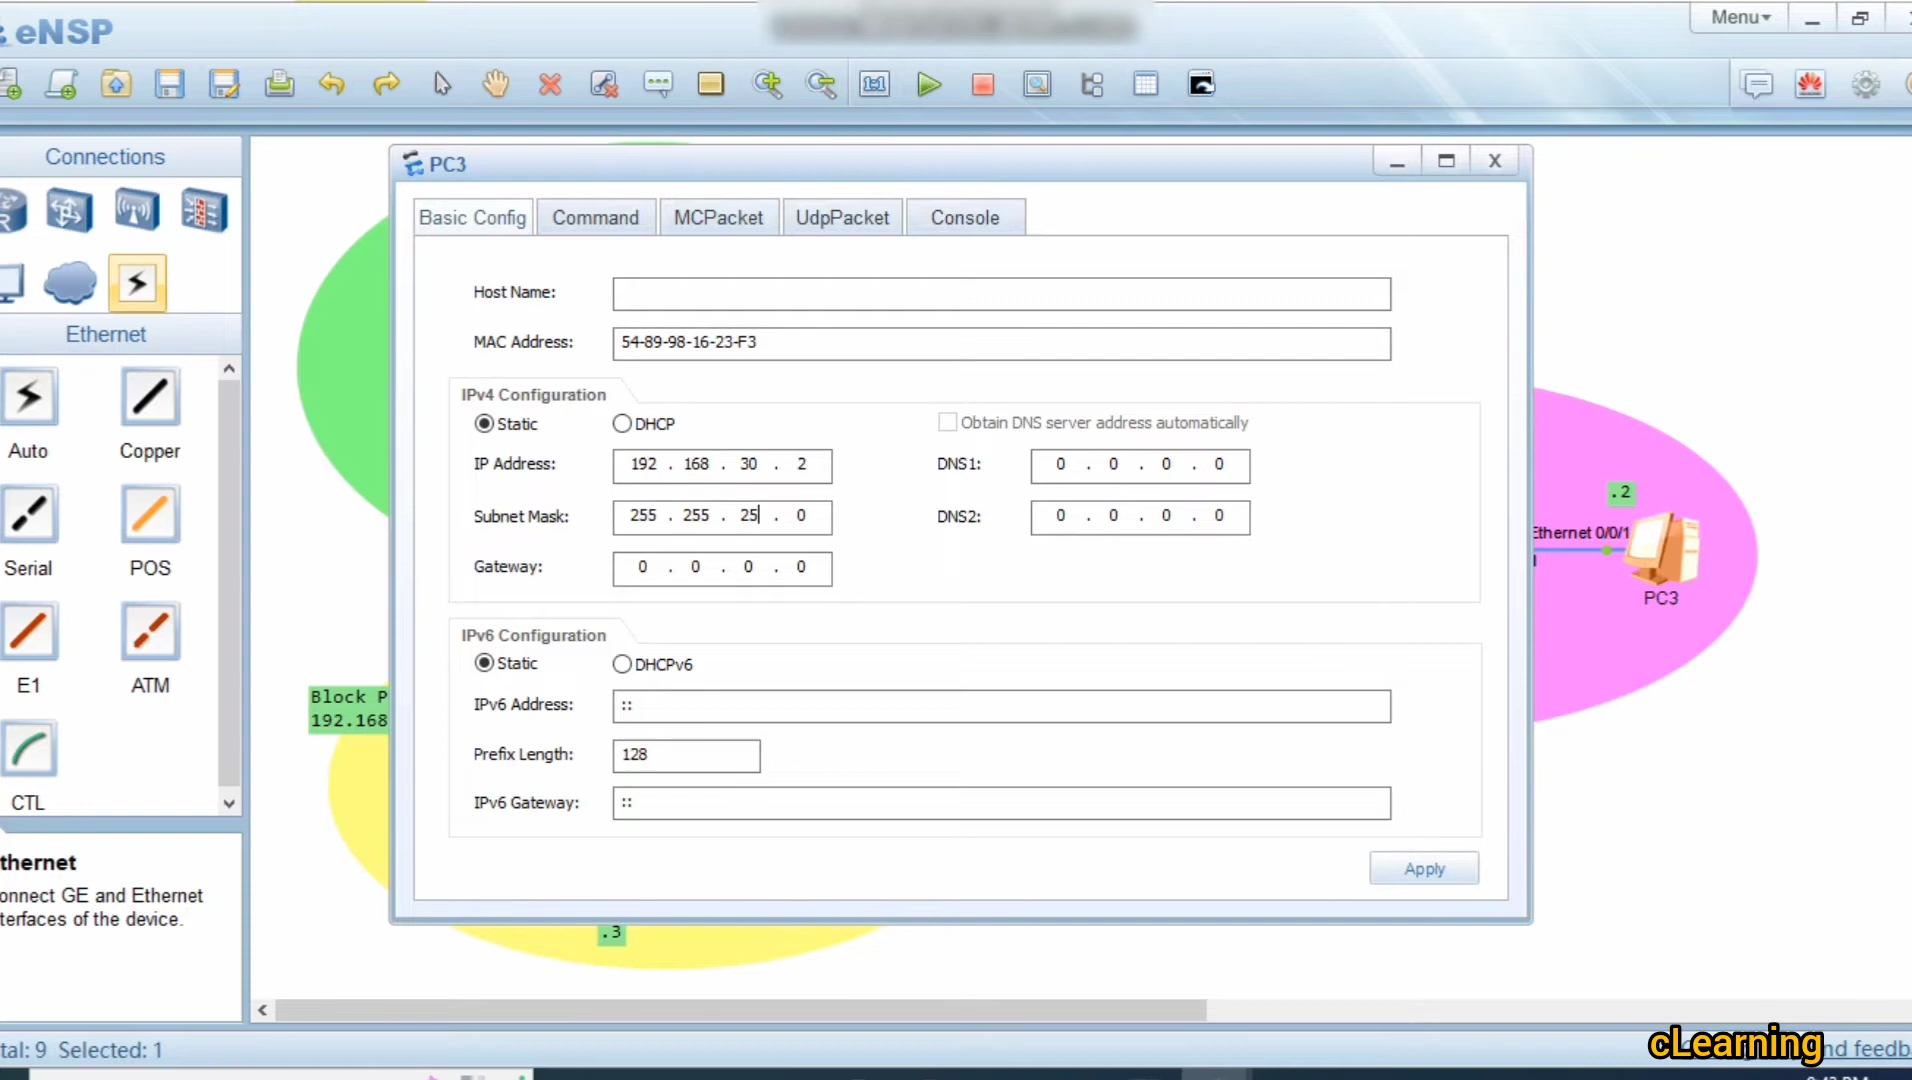 eNSP
Menu
Connections
Ethernet
Auto
Copper
Serial
POS
E1
ATM
CTL
thernet
onnect GE and Ethernet
terfaces of the device.
PC3
Basic Config
Command
MCPacket
UdpPacket
Console
Host Name:
MAC Address: 54-89-98-16-23-F3
IPv4 Configuration
Static
DHCP
Obtain DNS server address automatically
IP Address: 192 . 168 . 30 . 2
DNS1: 0 . 0 . 0 . 0
Subnet Mask: 255 . 255 . 25 . 0
DNS2: 0 . 0 . 0 . 0
Gateway: 0 . 0 . 0 . 0
IPv6 Configuration
Static
DHCPv6
IPv6 Address: ::
Prefix Length: 128
IPv6 Gateway: ::
Apply
Block P
192.168
.3
.2
Ethernet 0/0/1
PC3
tal: 9 Selected: 1
cLearning
nd feedba